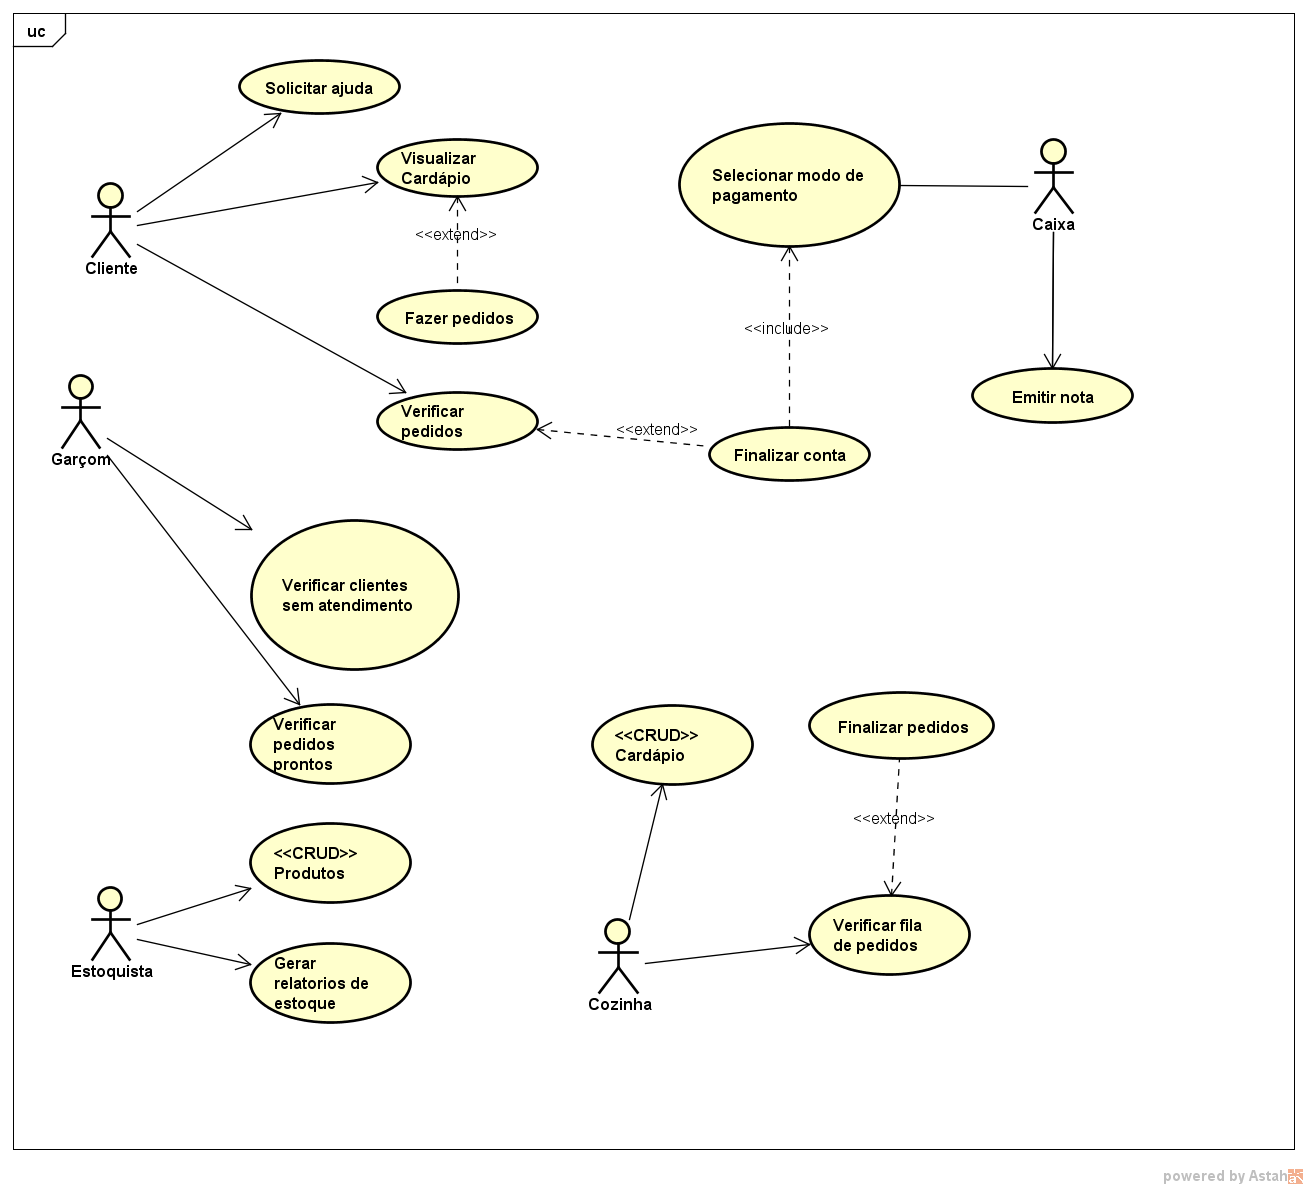 uc
Solicitar ajuda
Visualizar
Cardápio
<<extend>>
Fazer pedidos
Cliente
Selecionar modo de
pagamento
Caixa
<<include>>
Emitir nota
Verificar
pedidos
<<extend>>
Finalizar conta
Garçom
Verificar clientes
sem atendimento
Verificar
pedidos
prontos
<<CRUD>>
Cardápio
Finalizar pedidos
<<extend>>
<<CRUD>>
Produtos
Estoquista
Gerar
relatorios de
estoque
Verificar fila
de pedidos
Cozinha
powered by Astah